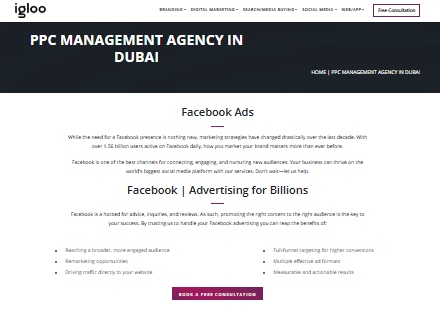 igloo
BRANDING DIGITAL MARKETING SEARCH/MEDIA BUYING SOCIAL MEDIA WEB/APP Free Consultation
PPC MANAGEMENT AGENCY IN
DUBAI
HOME | PPC MANAGEMENT AGENCY IN DUBAI
Facebook Ads
While the need for a Facebook presence is nothing new, marketing strategies have changed drastically over the last decade. With
over 1.56 billion users active on Facebook daily, how you market your brand matters more than ever before.
Facebook is one of the best channels for connecting, engaging, and nurturing new audiences. Your business can thrive on the
world's biggest social media platform with our services. Don't wait—let us help.
Facebook | Advertising for Billions
Facebook is a hotbed for advice, inquiries, and reviews. As such, promoting the right content to the right audience is the key to
your success. By trusting us to handle your Facebook advertising you can reap the benefits of:
Reaching a broader, more engaged audience
Remarketing opportunities
Driving traffic directly to your website
Full-funnel targeting for higher conversions
Multiple effective ad formats
Measurable and actionable results
BOOK A FREE CONSULTATION